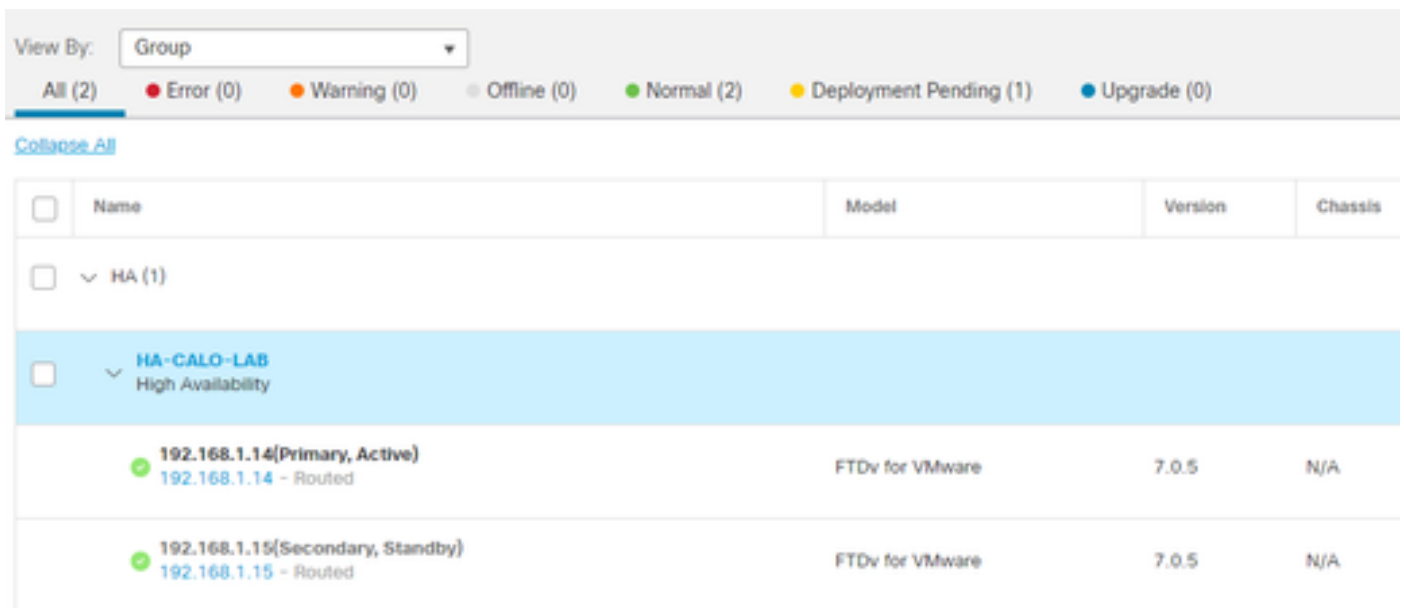 View By: Group
All (2) Error (0) Warning (0) Offline (0) Normal (2) Deployment Pending (1) Upgrade (0)
Collapse All
Name Model Version Chassis
HA (1)
HA-CALO-LAB
High Availability
192.168.1.14(Primary, Active)
192.168.1.14 - Routed
FTDv for VMware 7.0.5 N/A
192.168.1.15(Secondary, Standby)
192.168.1.15 - Routed
FTDv for VMware 7.0.5 N/A